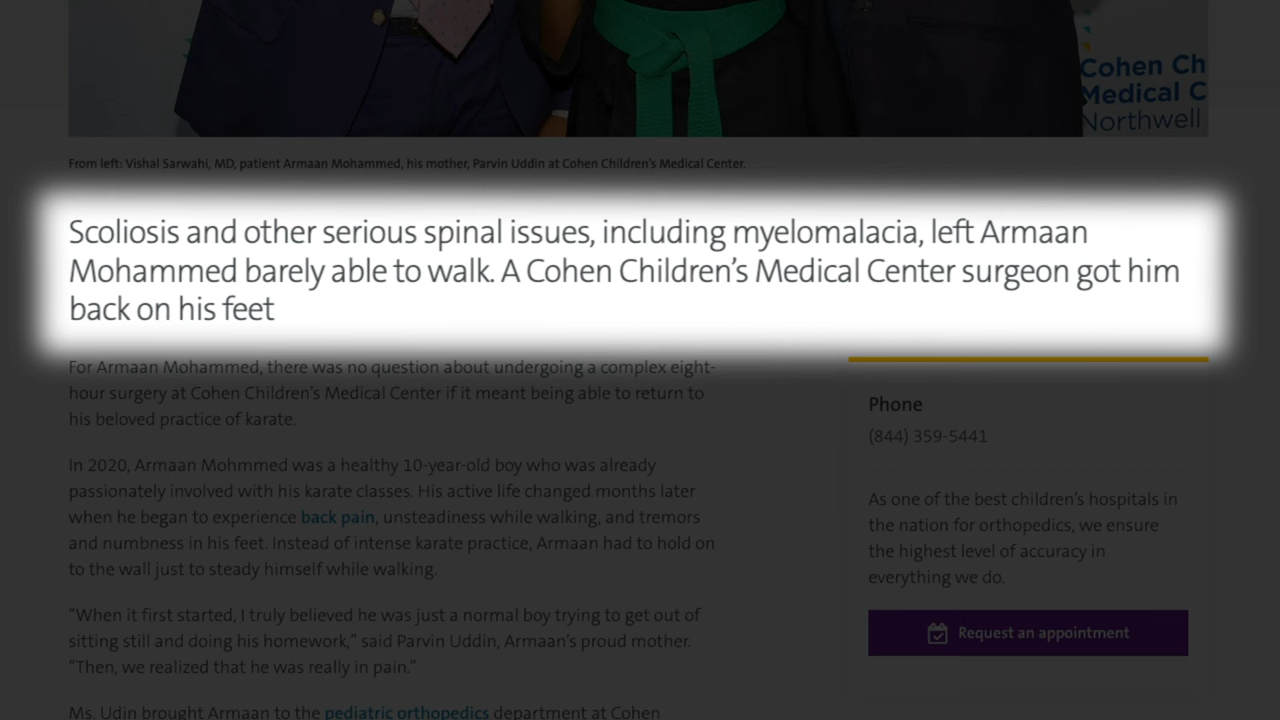 Cohen Ch
Medical C
Northwell
From left: Vishal Sarwahi, MD, patient Armaan Mohammed, his mother, Parvin Uddin at Cohen Children's Medical Center.
Scoliosis and other serious spinal issues, including myelomalacia, left Armaan
Mohammed barely able to walk. A Cohen Children's Medical Center surgeon got him
back on his feet
For Armaan Mohammed, there was no question about undergoing a complex eight-
hour surgery at Cohen Children's Medical Center if it meant being able to return to
his beloved practice of karate.
In 2020, Armaan Mohmmed was a healthy 10-year-old boy who was already
passionately involved with his karate classes. His active life changed months later
when he began to experience back pain, unsteadiness while walking, and tremors
and numbness in his feet. Instead of intense karate practice, Armaan had to hold on
to the wall just to steady himself while walking.
"When it first started, I truly believed he was just a normal boy trying to get out of
sitting still and doing his homework," said Parvin Uddin, Armaan's proud mother.
"Then, we realized that he was really in pain."
Ms. Udin brought Armaan to the pediatric orthopedics department at Cohen
Phone
(844) 359-5441
As one of the best children's hospitals in
the nation for orthopedics, we ensure
the highest level of accuracy in
everything we do.
Request an appointment